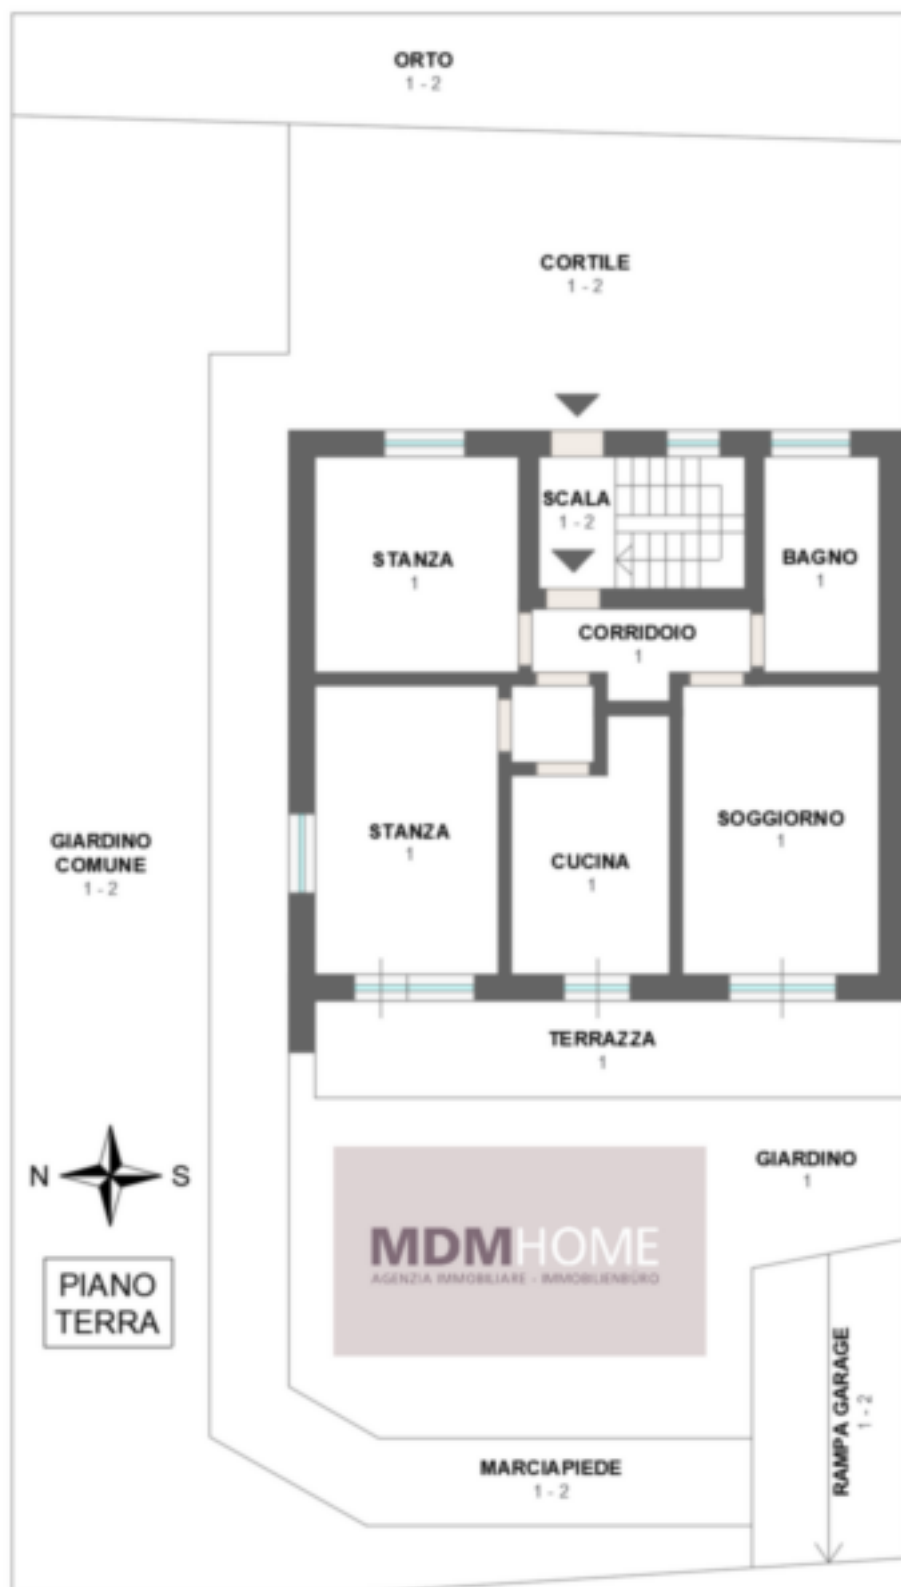 ORTO
1 - 2
CORTILE
1 - 2
SCALA
1 - 2
STANZA
1
BAGNO
1
CORRIDOIO
1
STANZA
1
SOGGIORNO
1
CUCINA
1
GIARDINO
COMUNE
1 - 2
TERRAZZA
1
GIARDINO
1
N S
MDMHOME
AGENZIA IMMOBILIARE - IMMOBILIENBÜRO
PIANO
TERRA
RAMPA GARAGE
1 - 2
MARCIAPIEDE
1 - 2